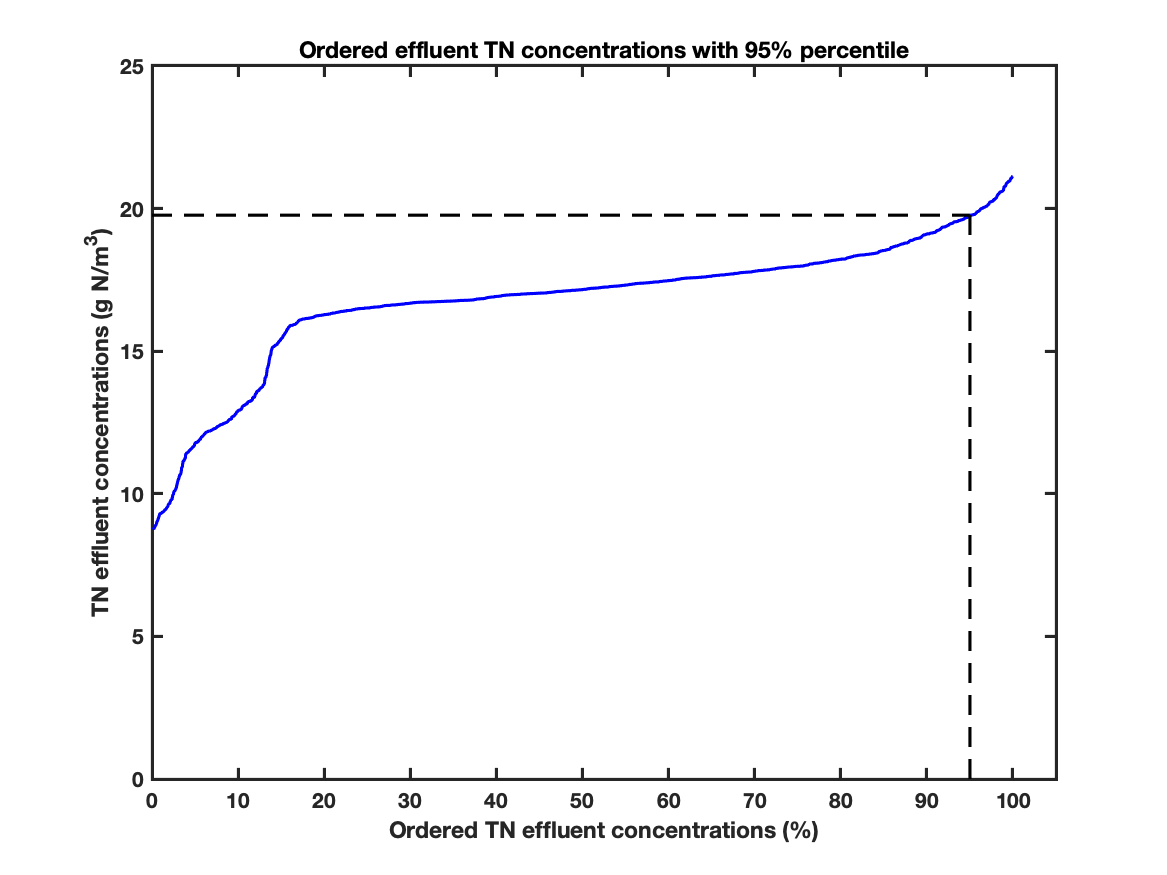 Ordered effluent TN concentrations with 95% percentile
25
20
15
10
5
0
TN effluent concentrations (g N/m³)
0 10 20 30 40 50 60 70 80 90 100
Ordered TN effluent concentrations (%)